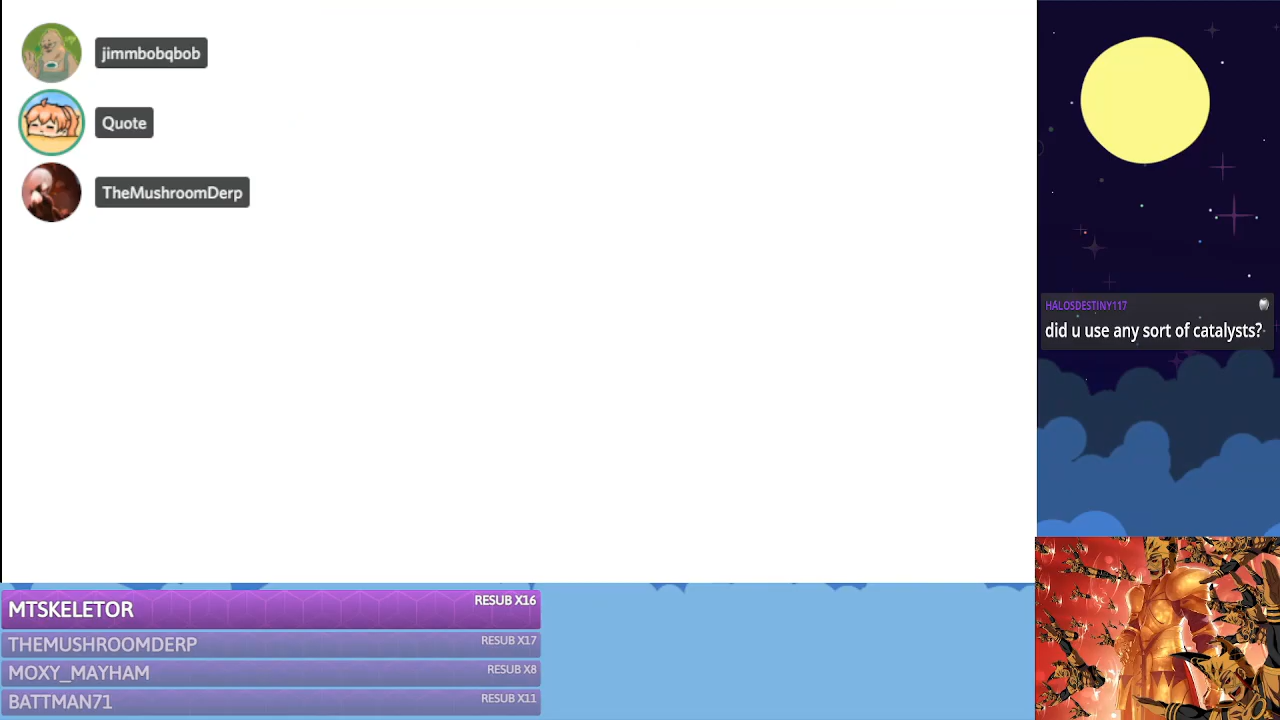 jimmbobqbob
Quote
TheMushroomDerp
HALOSDESTINY117
did u use any sort of catalysts?
MTSKELETOR RESUB X16
THEMUSHROOMDERP RESUB X17
MOXY_MAYHAM RESUB X8
BATTMAN71 RESUB X11